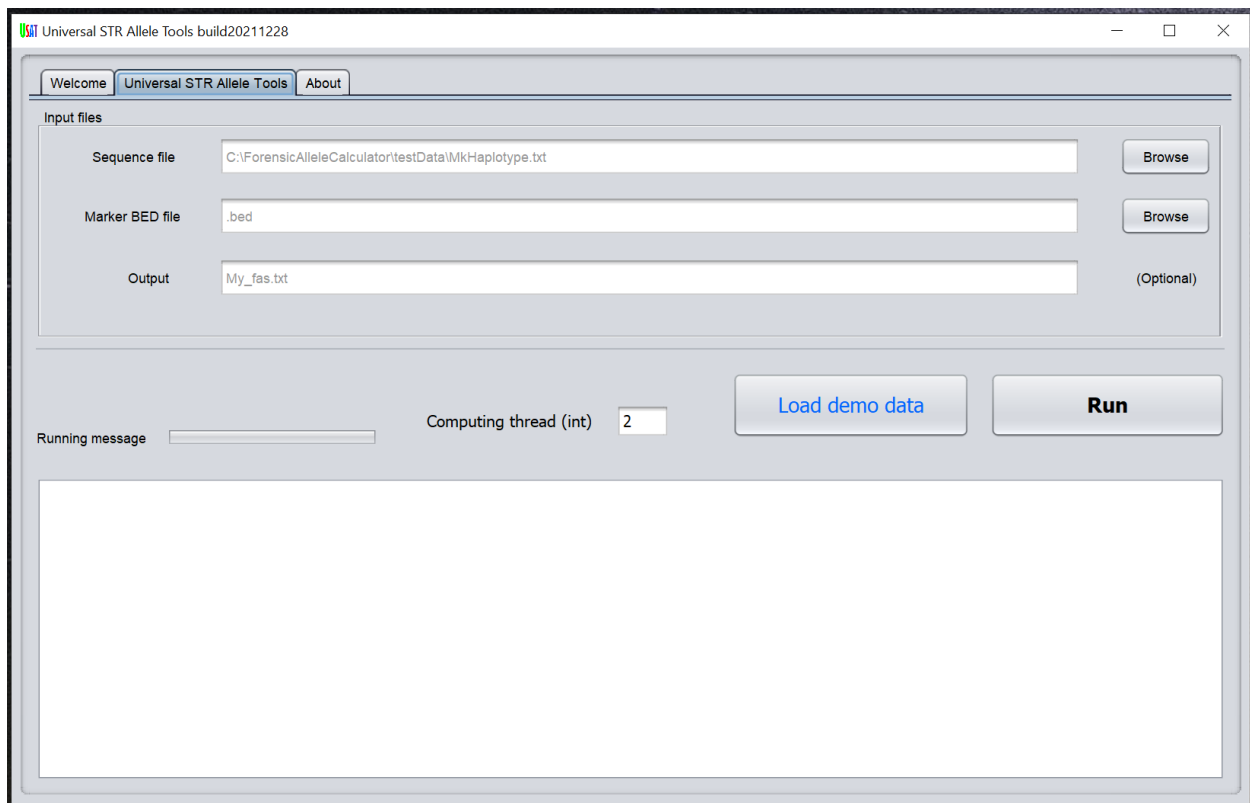 USAT Universal STR Allele Tools build20211228
Welcome Universal STR Allele Tools About
Input files
Sequence file C:\ForensicAlleleCalculator\testData\MkHaplotype.txt Browse
Marker BED file .bed Browse
Output My_fas.txt (Optional)
Load demo data Run
Computing thread (int) 2
Running message